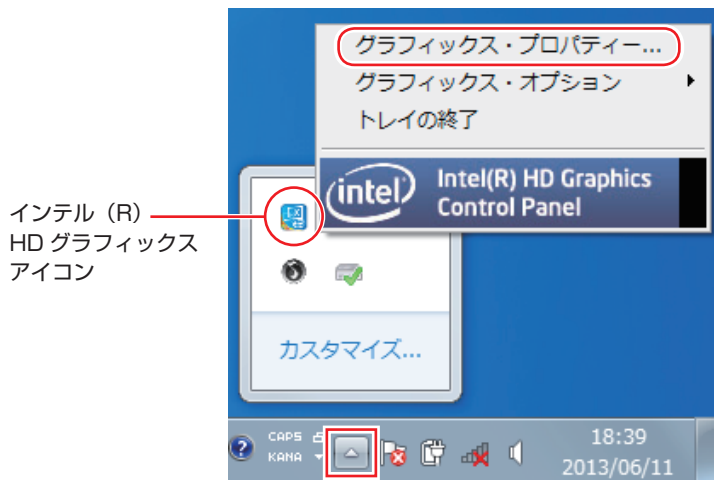 グラフィックス・プロパティー...
グラフィックス・オプション
トレイの終了
intel
Intel(R) HD Graphics
Control Panel
インテル（R）
HD グラフィックス
アイコン
カスタマイズ...
CAPS
KANA
18:39
2013/06/11